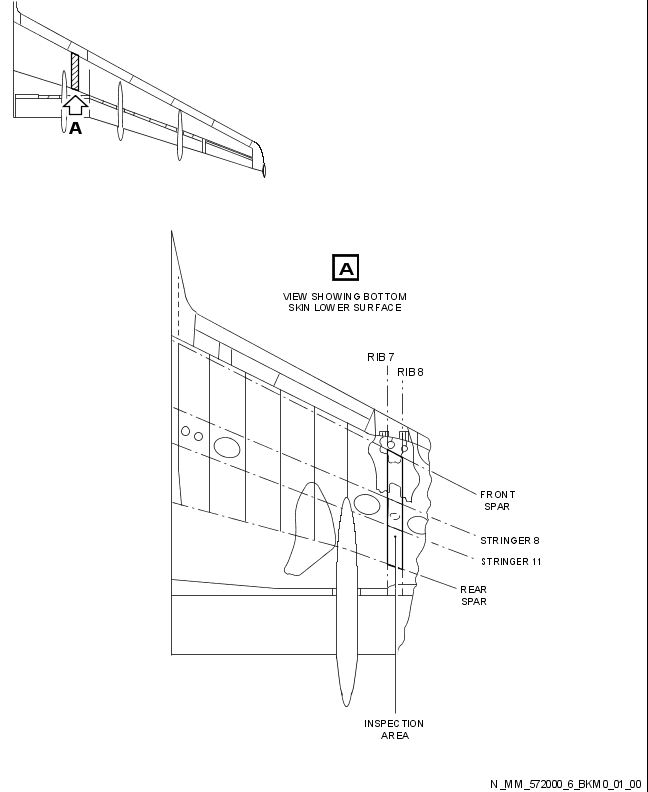 A
A
VIEW SHOWING BOTTOM
SKIN LOWER SURFACE
RIB 7
RIB 8
FRONT
SPAR
STRINGER 8
STRINGER 11
REAR
SPAR
INSPECTION
AREA
N_MM_572000_6_BKM0_01_00